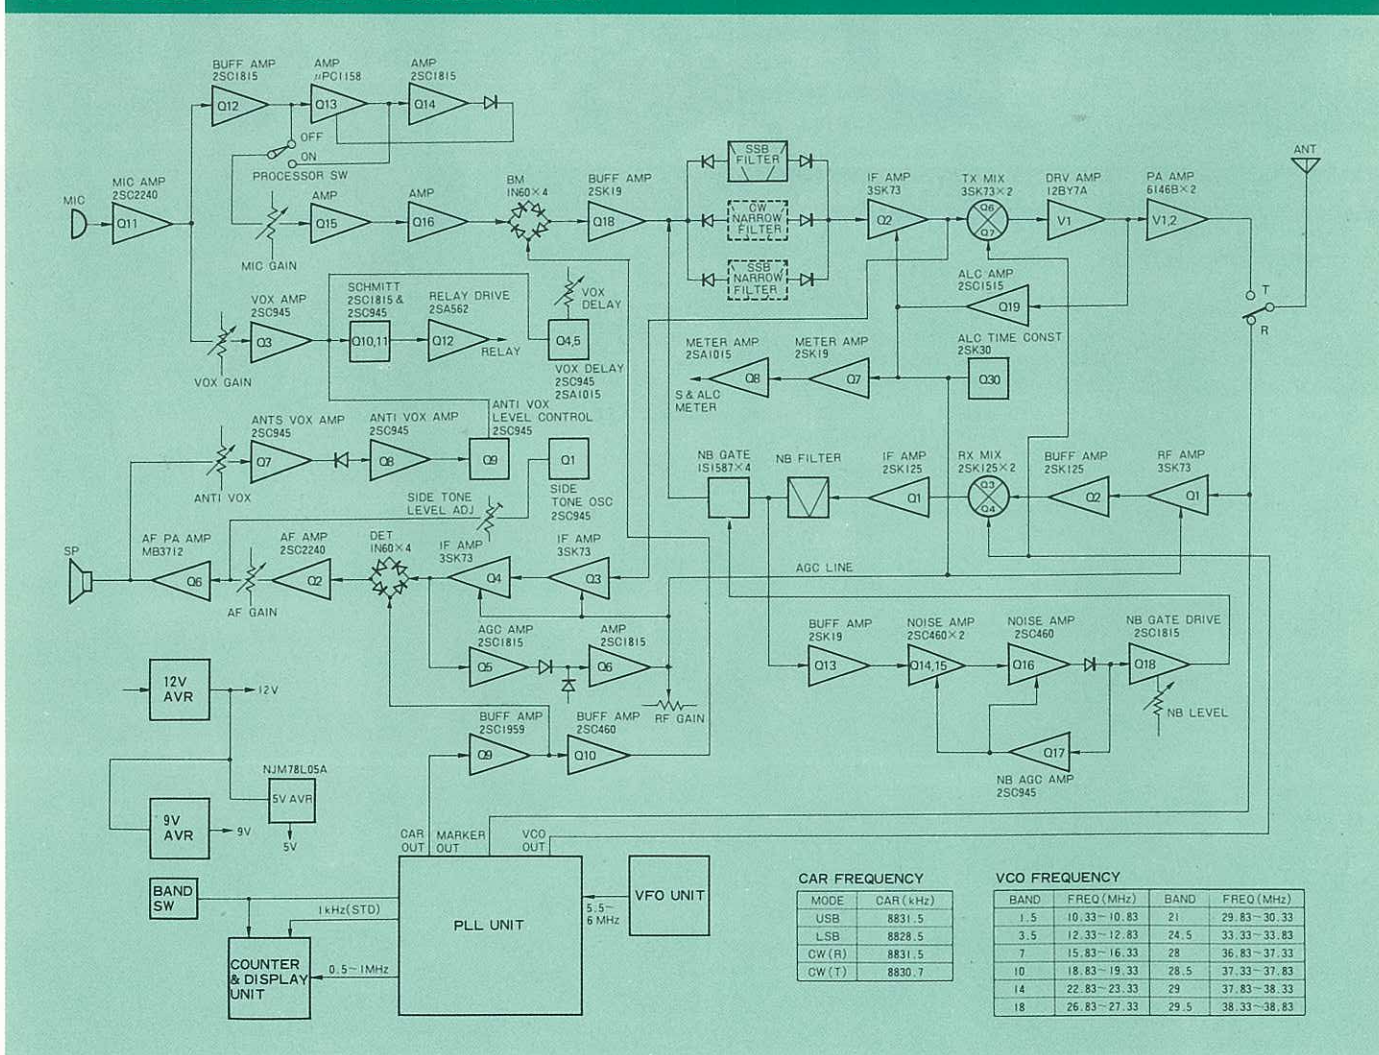 BUFF AMP
2SC1815
Q12
AMP
μPC1158
Q13
AMP
2SC1815
Q14
OFF
ON
PROCESSOR SW
MIC
MIC AMP
2SC2240
Q11
MIC GAIN
AMP
Q15
AMP
Q16
BM
IN60×4
BUFF AMP
2SK19
Q18
SSB
FILTER
CW
NARROW
FILTER
SSB
NARROW
FILTER
IF AMP
3SK73
Q2
TX MIX
3SK73×2
Q6
Q7
DRV AMP
12BY7A
V1
PA AMP
6146B×2
V1,2
ANT
T
R
ALC AMP
2SC1515
Q19
VOX AMP
2SC945
Q3
VOX GAIN
SCHMITT
2SC1815 &
2SC945
Q10,11
RELAY DRIVE
2SA562
Q12
RELAY
VOX
DELAY
Q4,5
VOX DELAY
2SC945
2SA1015
METER AMP
2SA1015
Q8
METER AMP
2SK19
Q7
S & ALC
METER
ALC TIME CONST
2SK30
Q30
ANTS VOX AMP
2SC945
Q7
ANTI VOX
ANTI VOX AMP
2SC945
Q8
ANTI VOX
LEVEL CONTROL
2SC945
Q9
Q1
SIDE
TONE OSC
2SC945
SIDE TONE
LEVEL ADJ
NB GATE
1S1587×4
NB FILTER
IF AMP
2SK125
Q1
RX MIX
2SK125×2
Q3
Q4
BUFF AMP
2SK125
Q2
RF AMP
3SK73
Q1
SP
AF PA AMP
MB3712
Q6
AF GAIN
AF AMP
2SC2240
Q2
DET
IN60×4
IF AMP
3SK73
Q4
IF AMP
3SK73
Q3
AGC LINE
AGC AMP
2SC1815
Q5
AMP
2SC1815
Q6
RF GAIN
BUFF AMP
2SK19
Q13
NOISE AMP
2SC460×2
Q14,15
NOISE AMP
2SC460
Q16
NB GATE DRIVE
2SC1815
Q18
NB LEVEL
Q17
NB AGC AMP
2SC945
12V
AVR
12V
BUFF AMP
2SC1959
Q9
BUFF AMP
2SC460
Q10
NJM78L05A
5V AVR
5V
9V
AVR
9V
CAR
OUT
MARKER
OUT
VCO
OUT
PLL UNIT
VFO UNIT
5.5~
6 MHz
BAND
SW
1kHz(STD)
0.5~1MHz
COUNTER
& DISPLAY
UNIT
CAR FREQUENCY
MODE CAR (kHz)
USB 8831.5
LSB 8828.5
CW (R) 8831.5
CW (T) 8830.7
VCO FREQUENCY
BAND FREQ (MHz) BAND FREQ (MHz)
1.5 10.33~10.83 21 29.83~30.33
3.5 12.33~12.83 24.5 33.33~33.83
7 15.83~16.33 28 36.83~37.33
10 18.83~19.33 28.5 37.33~37.83
14 22.83~23.33 29 37.83~38.33
18 26.83~27.33 29.5 38.33~38.83